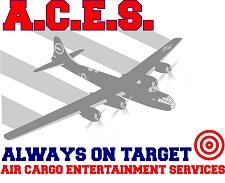 A.C.E.S.
ALWAYS ON TARGET
AIR CARGO ENTERTAINMENT SERVICES